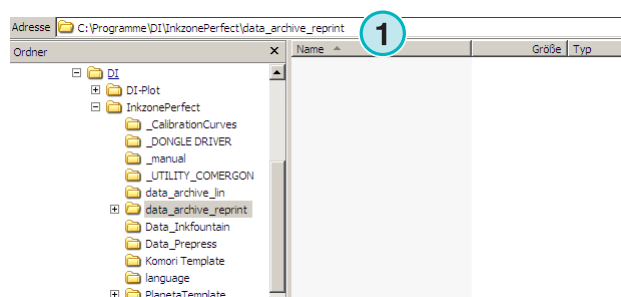 Adresse C:\Programme\DI\InkzonePerfect\data_archive_reprint
1
Ordner
Name Größe Typ
DI
DI-Plot
InkzonePerfect
_CalibrationCurves
_DONGLE DRIVER
_manual
_UTILITY_COMERGON
data_archive_lin
data_archive_reprint
Data_Inkfountain
Data_Prepress
Komori Template
language
PlanetaTemplate